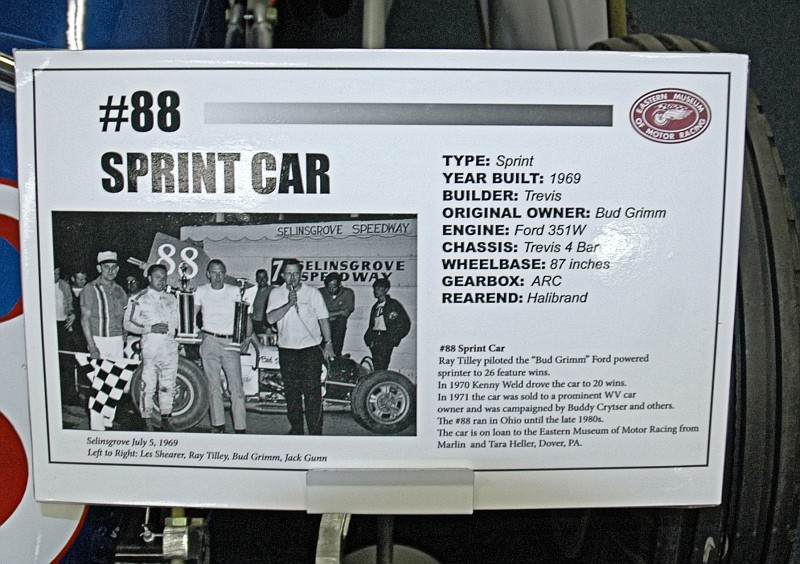 #88
SPRINT CAR
EASTERN MUSEUM
OF MOTOR RACING
TYPE: Sprint
YEAR BUILT: 1969
BUILDER: Trevis
ORIGINAL OWNER: Bud Grimm
ENGINE: Ford 351W
CHASSIS: Trevis 4 Bar
WHEELBASE: 87 inches
GEARBOX: ARC
REAREND: Halibrand
SELINSGROVE SPEEDWAY
88
7 SELINSGROVE
SPEEDWAY
Selinsgrove July 5, 1969
Left to Right: Les Shearer, Ray Tilley, Bud Grimm, Jack Gunn
#88 Sprint Car
Ray Tilley piloted the "Bud Grimm" Ford powered
sprinter to 26 feature wins.
In 1970 Kenny Weld drove the car to 20 wins.
In 1971 the car was sold to a prominent WV car
owner and was campaigned by Buddy Crytser and others.
The #88 ran in Ohio until the late 1980s.
The car is on loan to the Eastern Museum of Motor Racing from
Marlin and Tara Heller, Dover, PA.